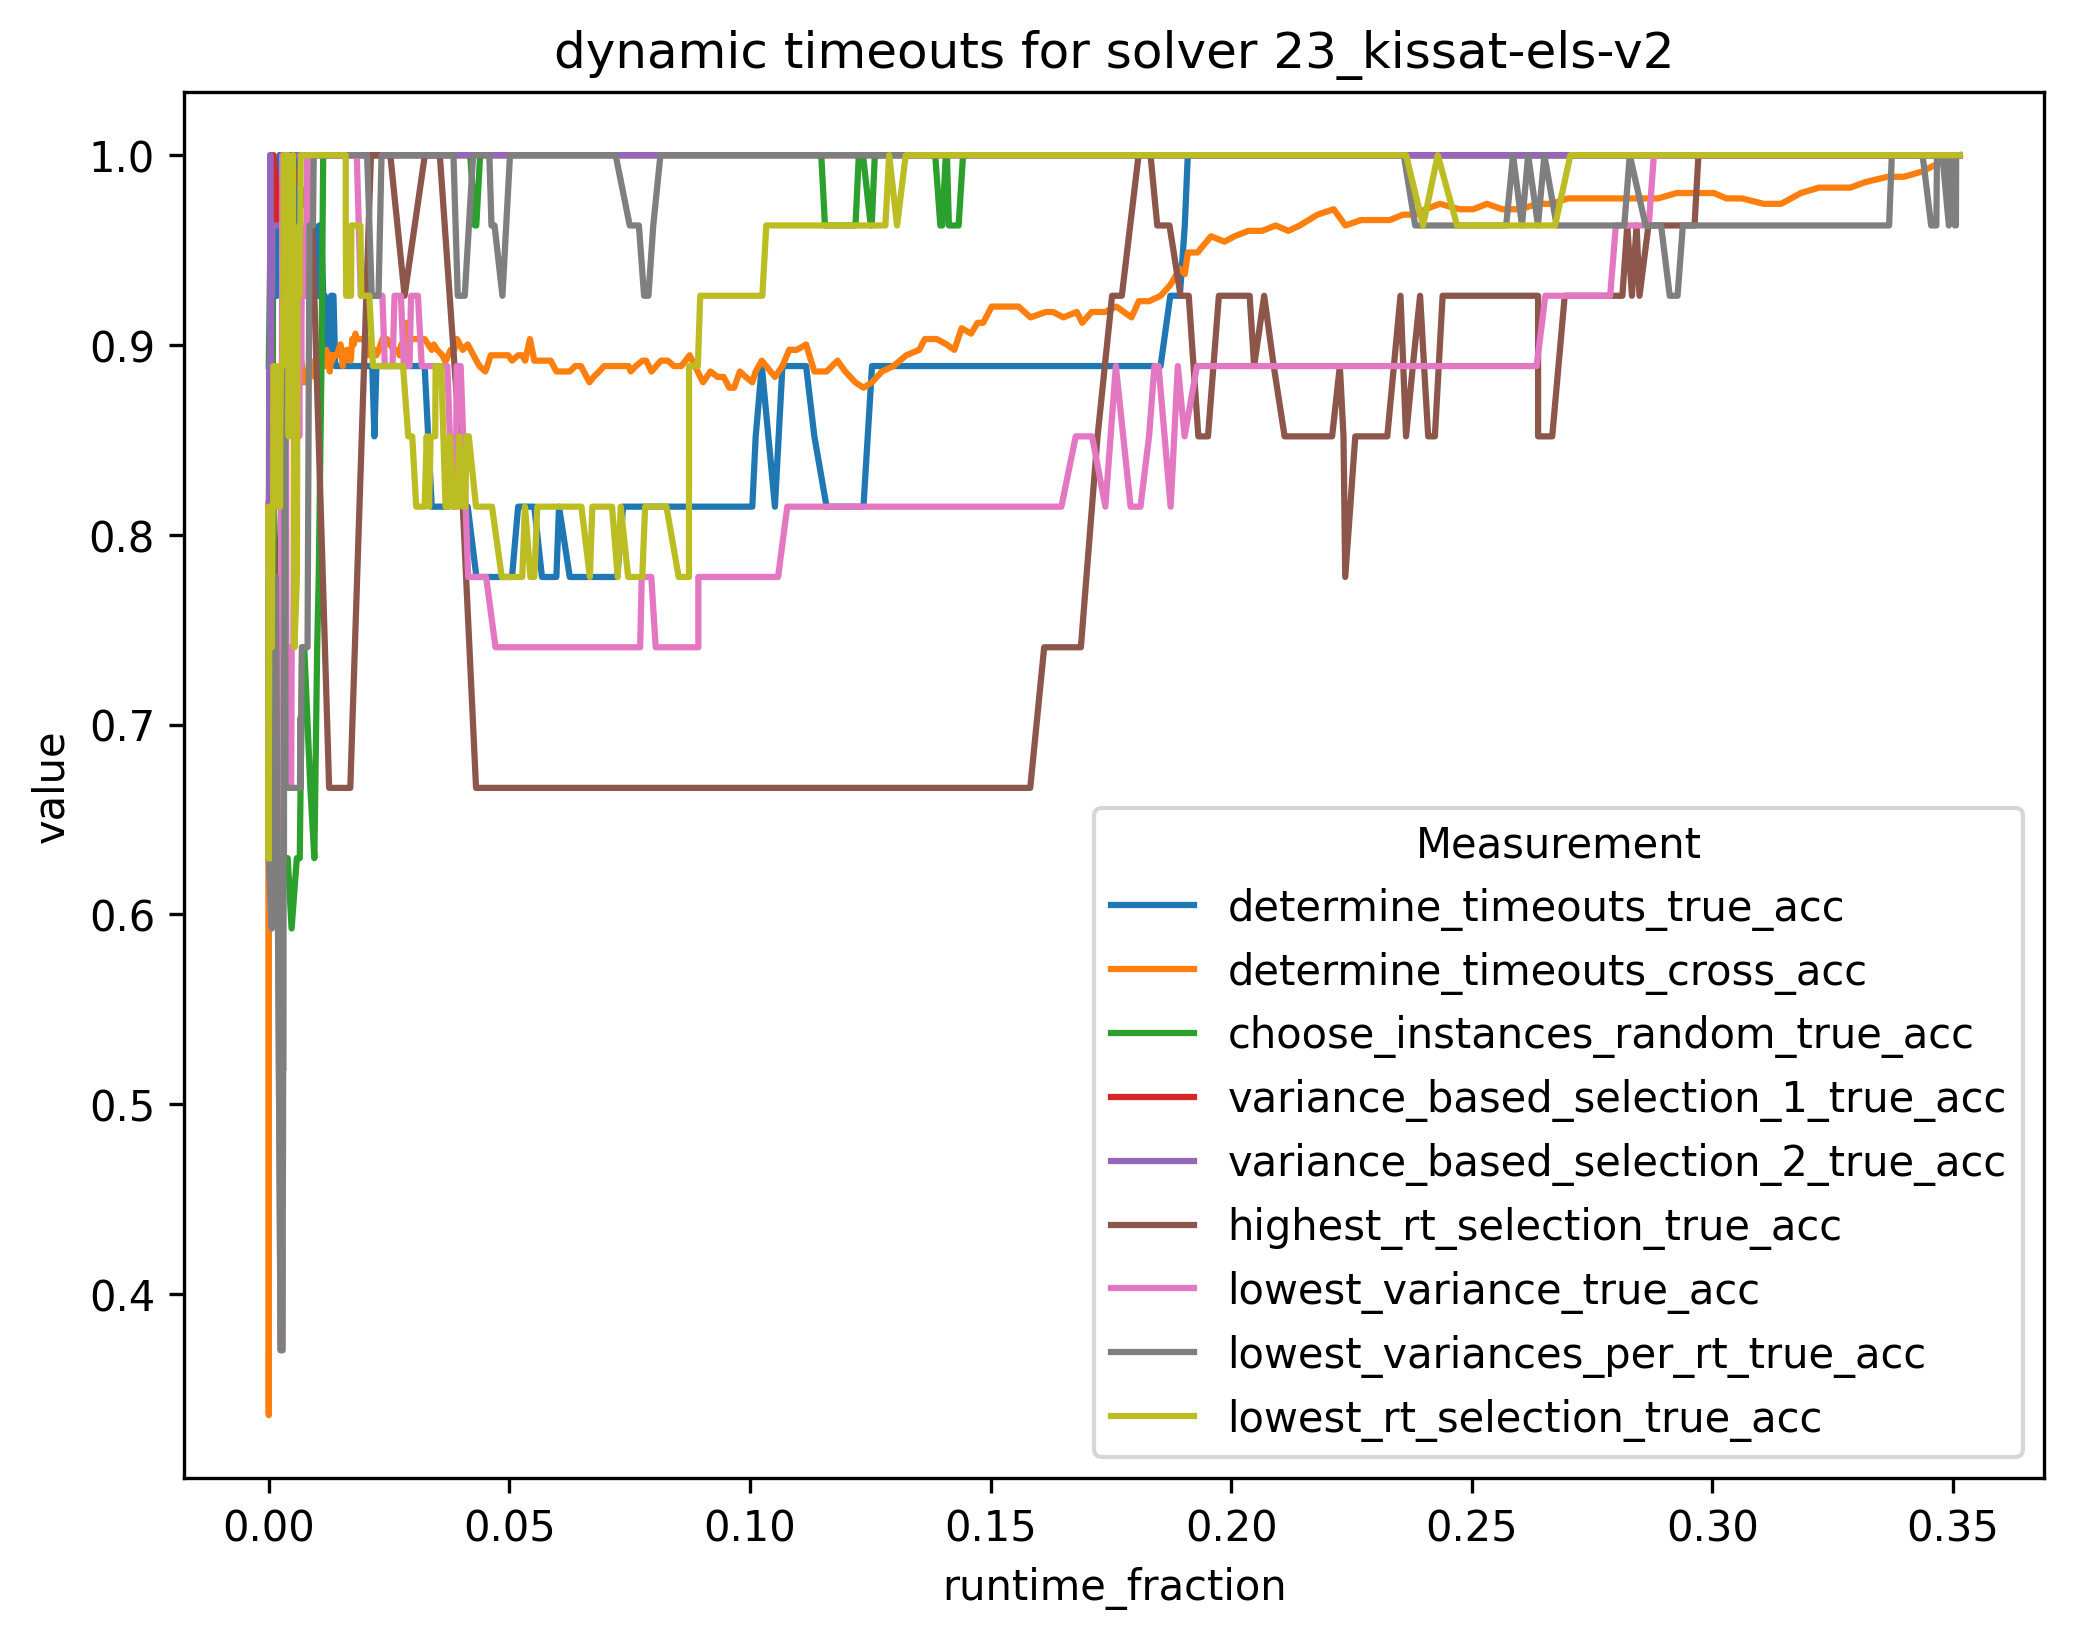 dynamic timeouts for solver 23_kissat-els-v2
1.0
0.9
0.8
0.7
0.6
0.5
0.4
value
Measurement
determine_timeouts_true_acc
determine_timeouts_cross_acc
choose_instances_random_true_acc
variance_based_selection_1_true_acc
variance_based_selection_2_true_acc
highest_rt_selection_true_acc
lowest_variance_true_acc
lowest_variances_per_rt_true_acc
lowest_rt_selection_true_acc
0.00 0.05 0.10 0.15 0.20 0.25 0.30 0.35
runtime_fraction